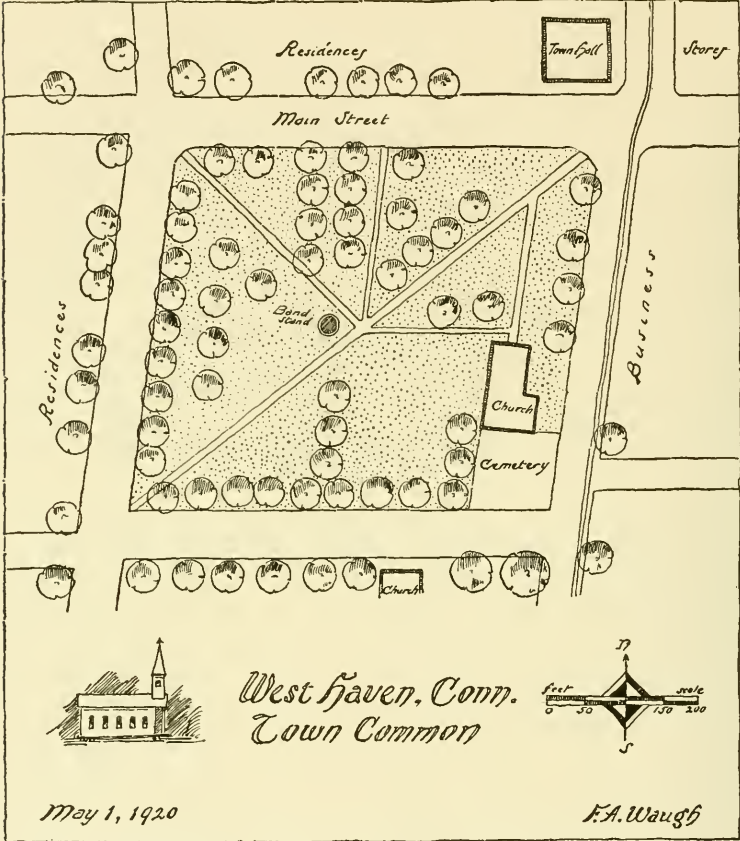 Residences
Town Hall
Stores
Main Street
Residences
Band
Stand
Business
Church
Cemetery
Church
West Haven, Conn.
Town Common
N
feet scale
0 50 150 200
S
May 1, 1920
F.A. Waugh